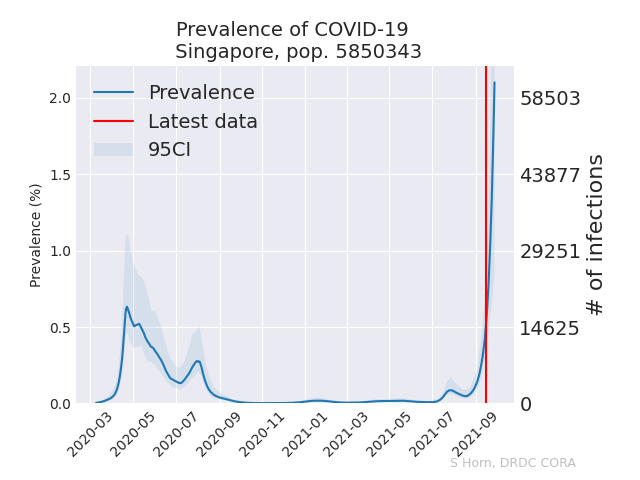 Prevalence of COVID-19
Singapore, pop. 5850343
Prevalence
Latest data
95CI
Prevalence (%)
2.0
1.5
1.0
0.5
0.0
58503
43877
29251
14625
0
# of infections
2020-03
2020-05
2020-07
2020-09
2020-11
2021-01
2021-03
2021-05
2021-07
2021-09
S Horn, DRDC CORA